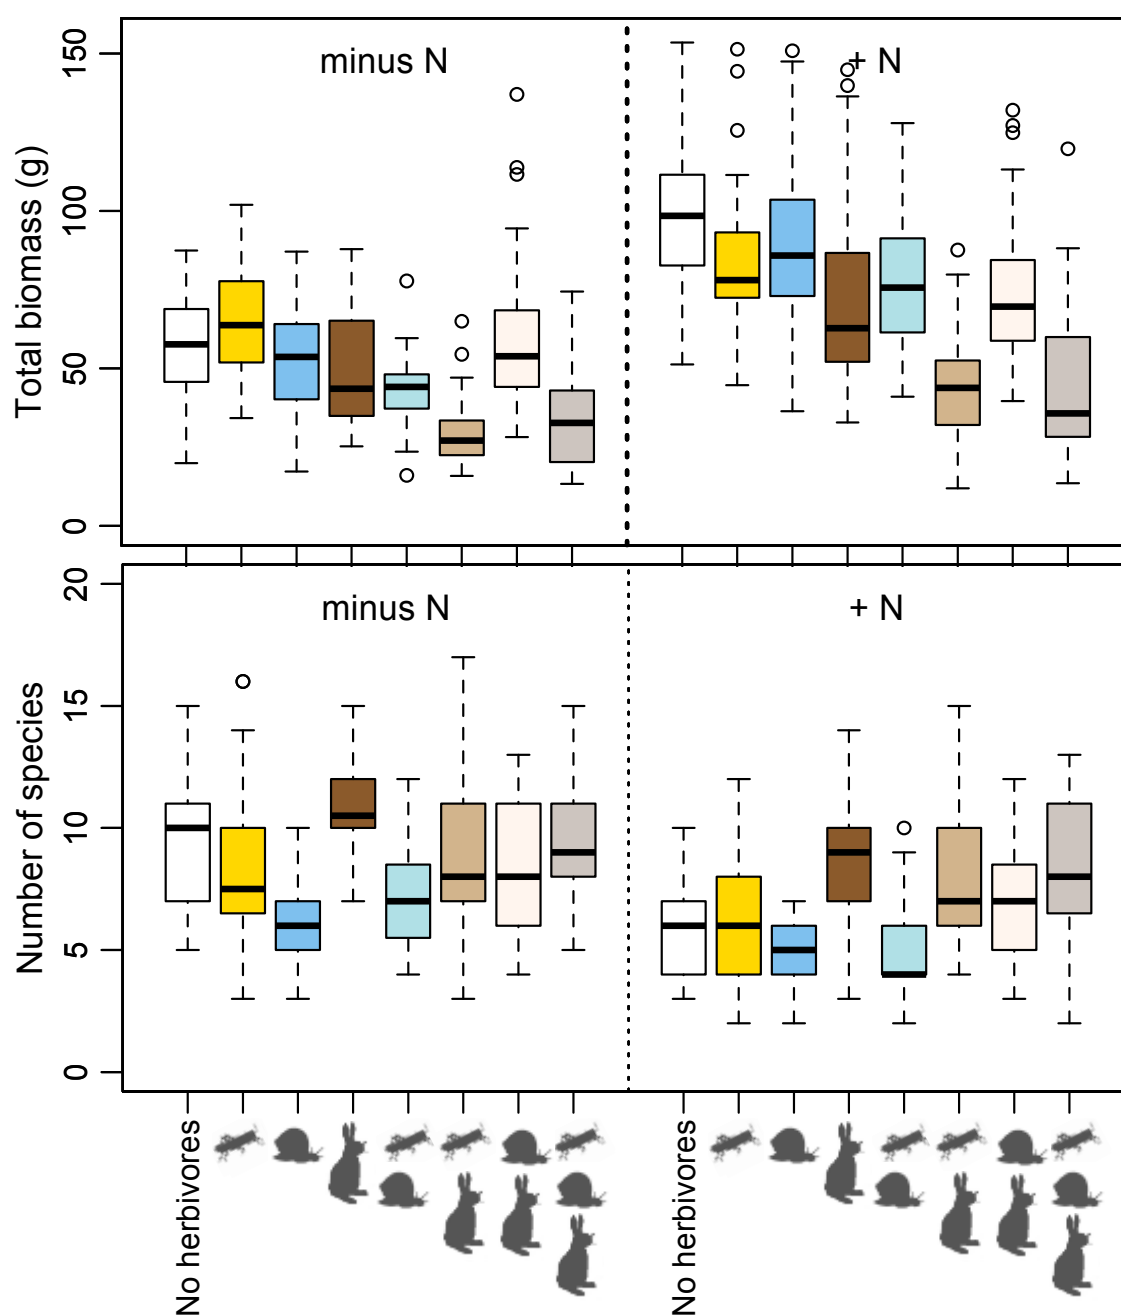 minus N
+ N
Total biomass (g)
150
100
50
0
minus N
+ N
Number of species
20
15
10
5
0
No herbivores
No herbivores